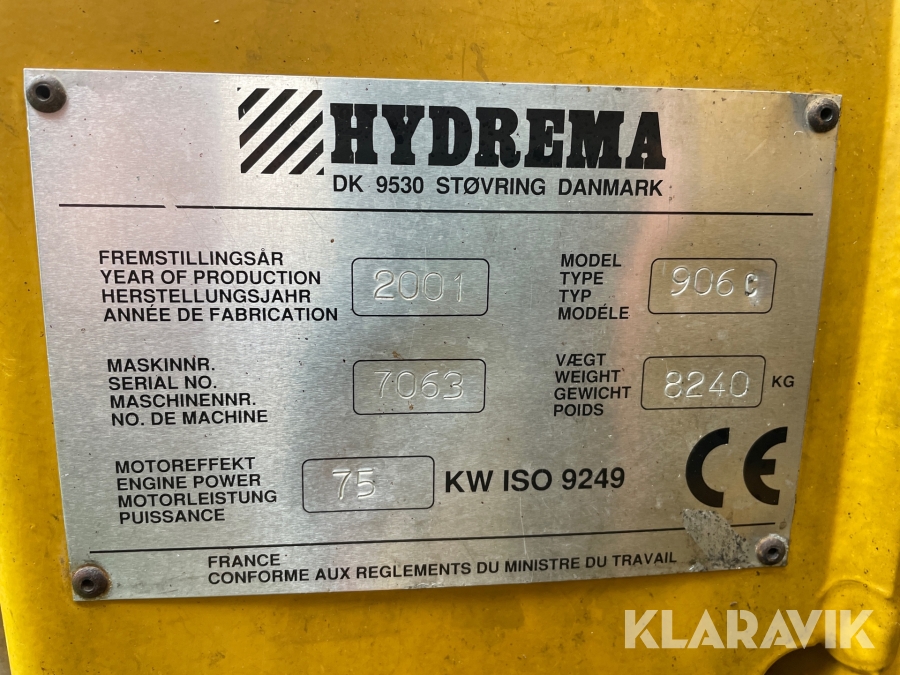 HYDREMA
DK 9530 STØVRING DANMARK
FREMSTILLINGSÅR
YEAR OF PRODUCTION
HERSTELLUNGSJAHR
ANNÉE DE FABRICATION
2001
MODEL
TYPE
TYP
MODÉLE
906 C
MASKINNR.
SERIAL NO.
MASCHINENNR.
NO. DE MACHINE
7063
VÆGT
WEIGHT
GEWICHT
POIDS
8240 KG
MOTOREFFEKT
ENGINE POWER
MOTORLEISTUNG
PUISSANCE
75 KW ISO 9249
CE
FRANCE
CONFORME AUX REGLEMENTS DU MINISTRE DU TRAVAIL
KLARAVIK